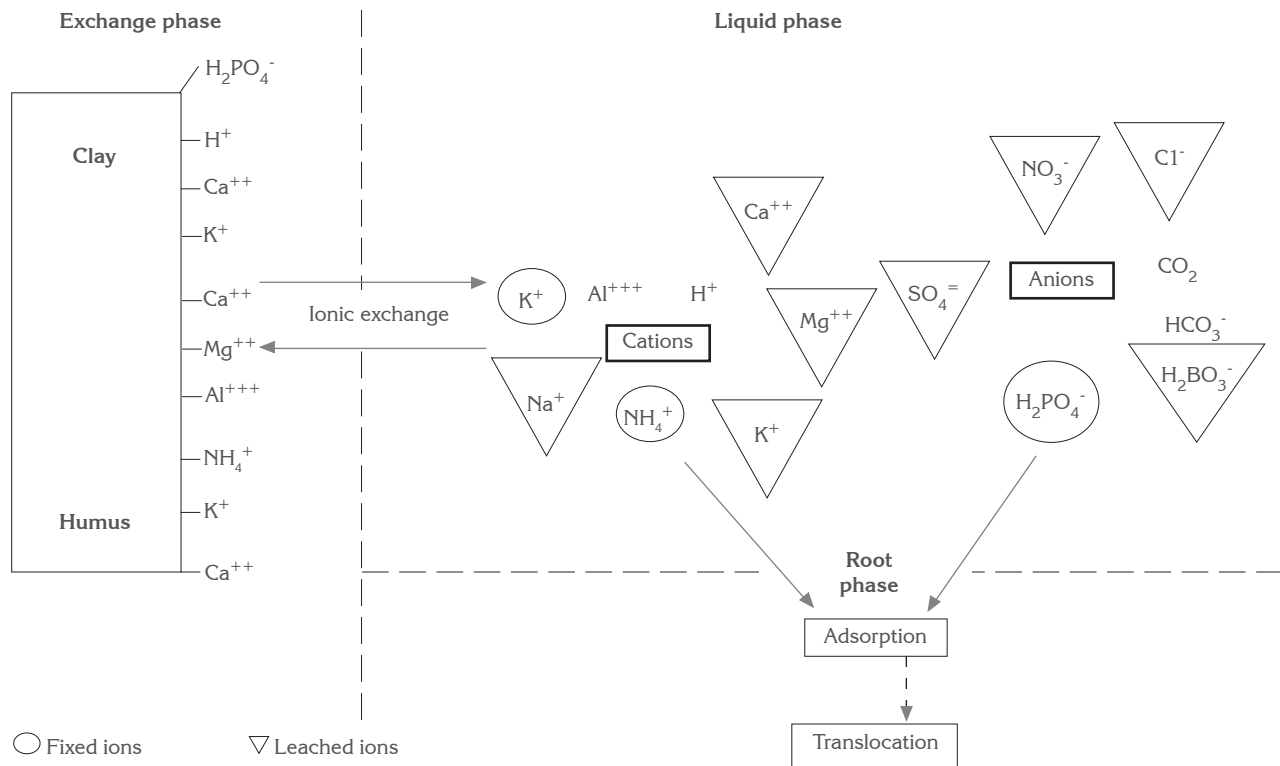 Exchange phase
Liquid phase
H₂PO₄⁻
Clay
H⁺
Ca⁺⁺
K⁺
Ca⁺⁺
Mg⁺⁺
Al⁺⁺⁺
NH₄⁺
Humus
K⁺
Ca⁺⁺
Ionic exchange
K⁺
Al⁺⁺⁺
H⁺
Cations
Na⁺
NH₄⁺
Ca⁺⁺
Mg⁺⁺
K⁺
NO₃⁻
C1⁻
SO₄⁼
Anions
CO₂
HCO₃⁻
H₂BO₃⁻
H₂PO₄⁻
Root
phase
Adsorption
Translocation
Fixed ions
Leached ions